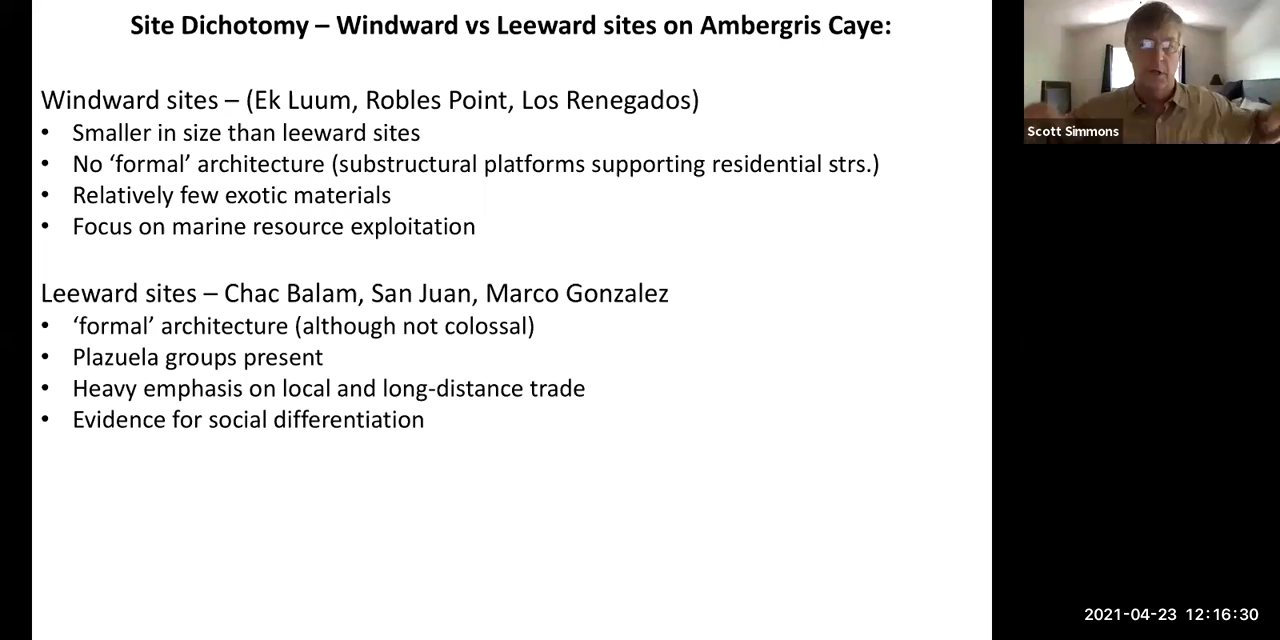 Site Dichotomy – Windward vs Leeward sites on Ambergris Caye:
Windward sites – (Ek Luum, Robles Point, Los Renegados)
• Smaller in size than leeward sites
• No ‘formal’ architecture (substructural platforms supporting residential strs.)
• Relatively few exotic materials
• Focus on marine resource exploitation
Leeward sites – Chac Balam, San Juan, Marco Gonzalez
• ‘formal’ architecture (although not colossal)
• Plazuela groups present
• Heavy emphasis on local and long-distance trade
• Evidence for social differentiation
Scott Simmons
2021-04-23 12:16:30